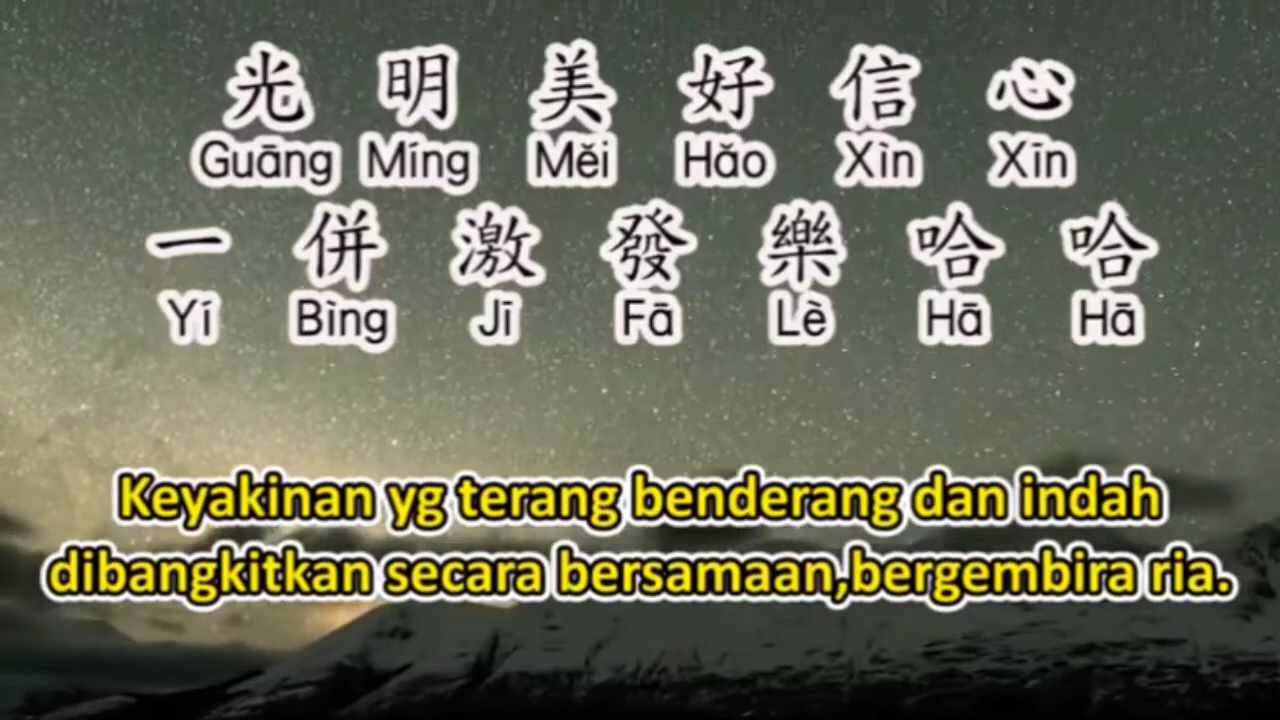 光明美好信心
Guāng Míng Měi Hǎo Xìn Xīn
一併激發樂哈哈
Yí Bìng Jī Fā Lè Hā Hā
Keyakinan yg terang benderang dan indah
dibangkitkan secara bersamaan,bergembira ria.